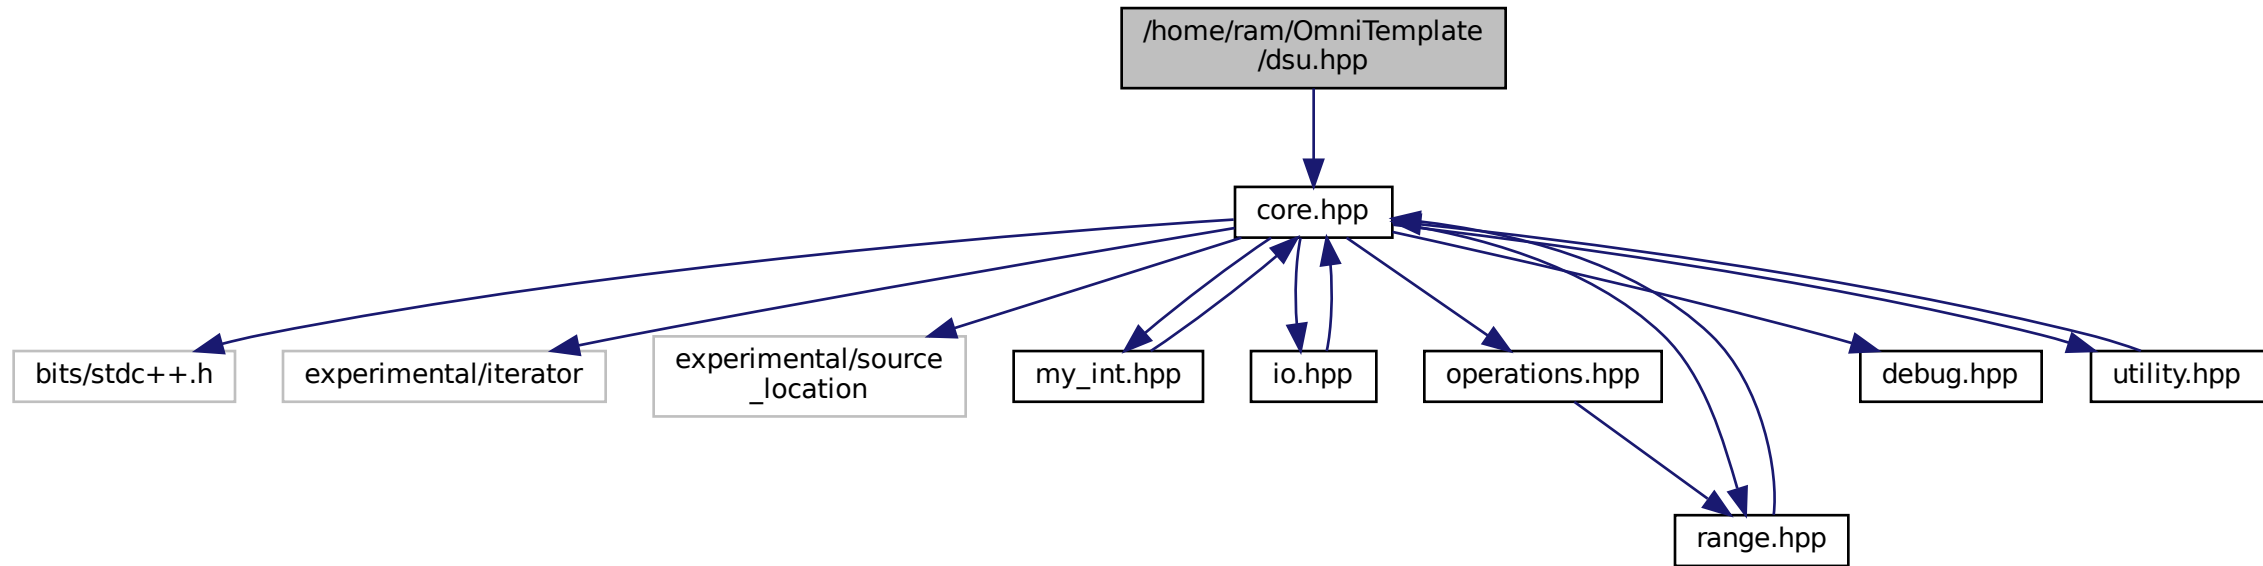 /home/ram/OmniTemplate
/dsu.hpp
core.hpp
bits/stdc++.h
experimental/iterator
experimental/source
_location
my_int.hpp
io.hpp
operations.hpp
debug.hpp
utility.hpp
range.hpp